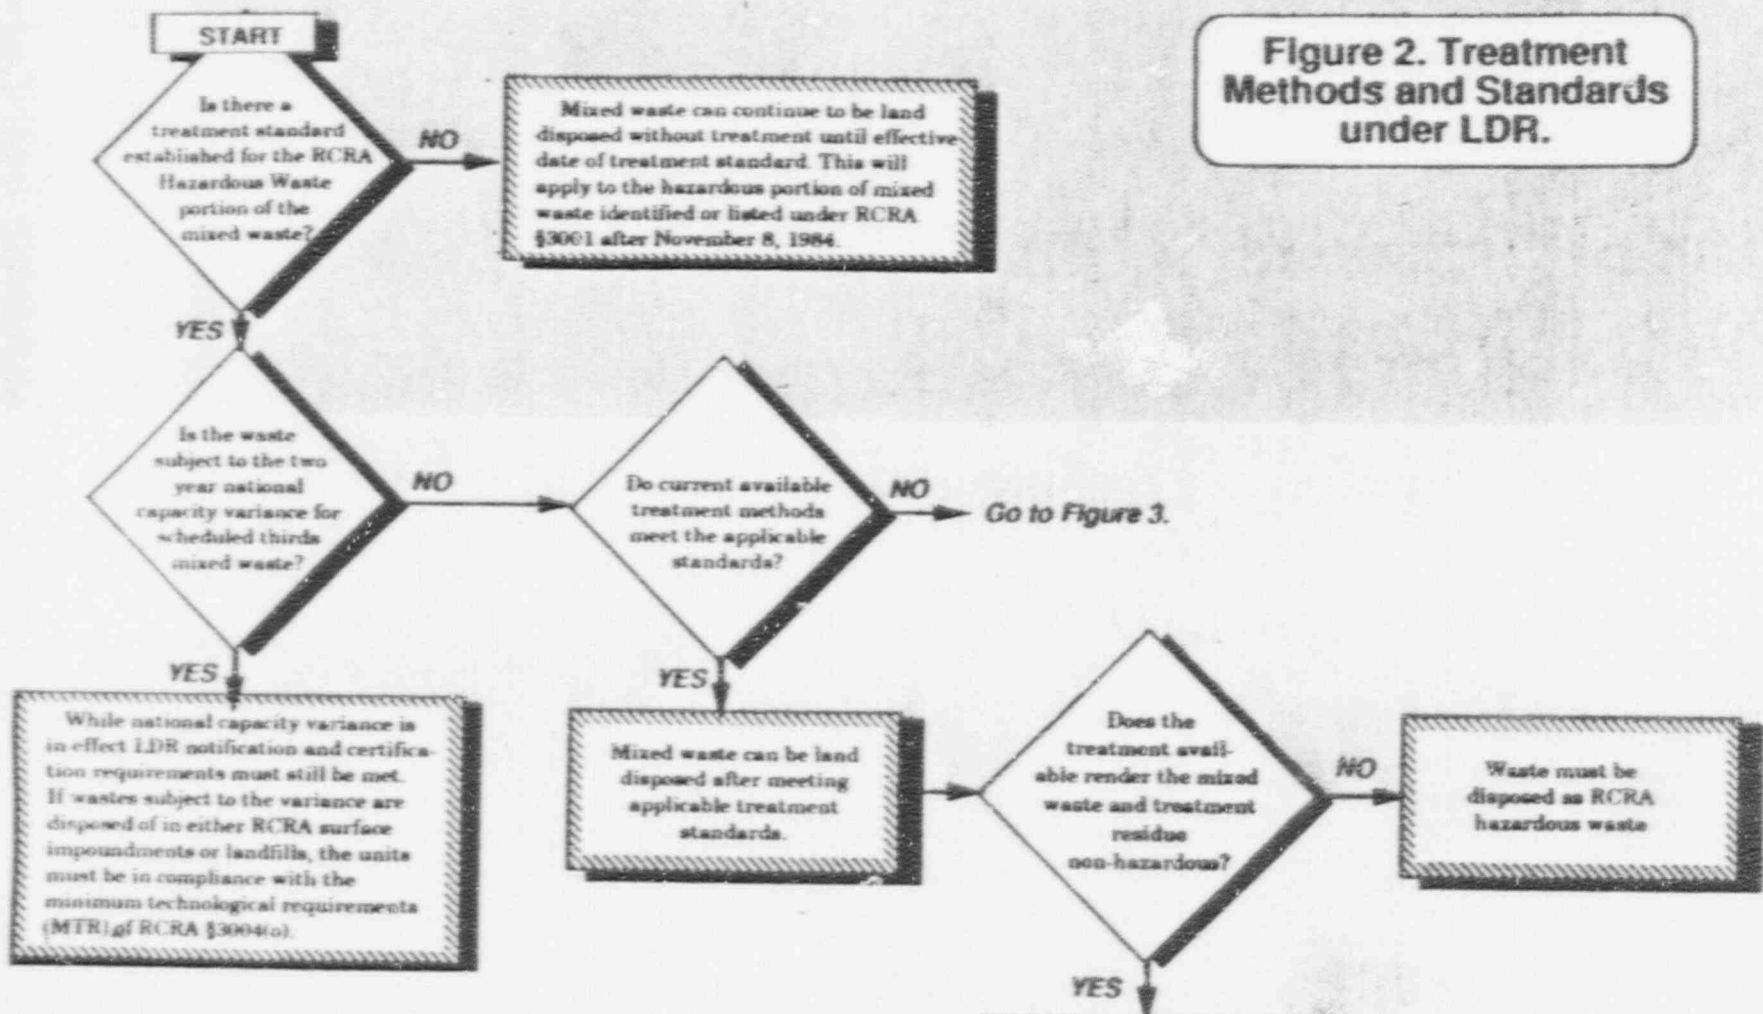 START
Figure 2. Treatment
Methods and Standards
under LDR.
Is there a
treatment standard
established for the RCRA
Hazardous Waste
portion of the
mixed waste?
NO
Mixed waste can continue to be land
disposed without treatment until effective
date of treatment standard. This will
apply to the hazardous portion of mixed
waste identified or listed under RCRA
§3001 after November 8, 1984.
YES
Is the waste
subject to the two
year national
capacity variance for
scheduled thirds
mixed waste?
NO
Do current available
treatment methods
meet the applicable
standards?
NO
Go to Figure 3.
YES
While national capacity variance is
in effect LDR notification and certifica-
tion requirements must still be met.
If wastes subject to the variance are
disposed of in either RCRA surface
impoundments or landfills, the units
must be in compliance with the
minimum technological requirements
(MTR) of RCRA §3004(o).
YES
Mixed waste can be land
disposed after meeting
applicable treatment
standards.
Does the
treatment avail-
able render the mixed
waste and treatment
residue
non-hazardous?
NO
Waste must be
disposed as RCRA
hazardous waste
YES